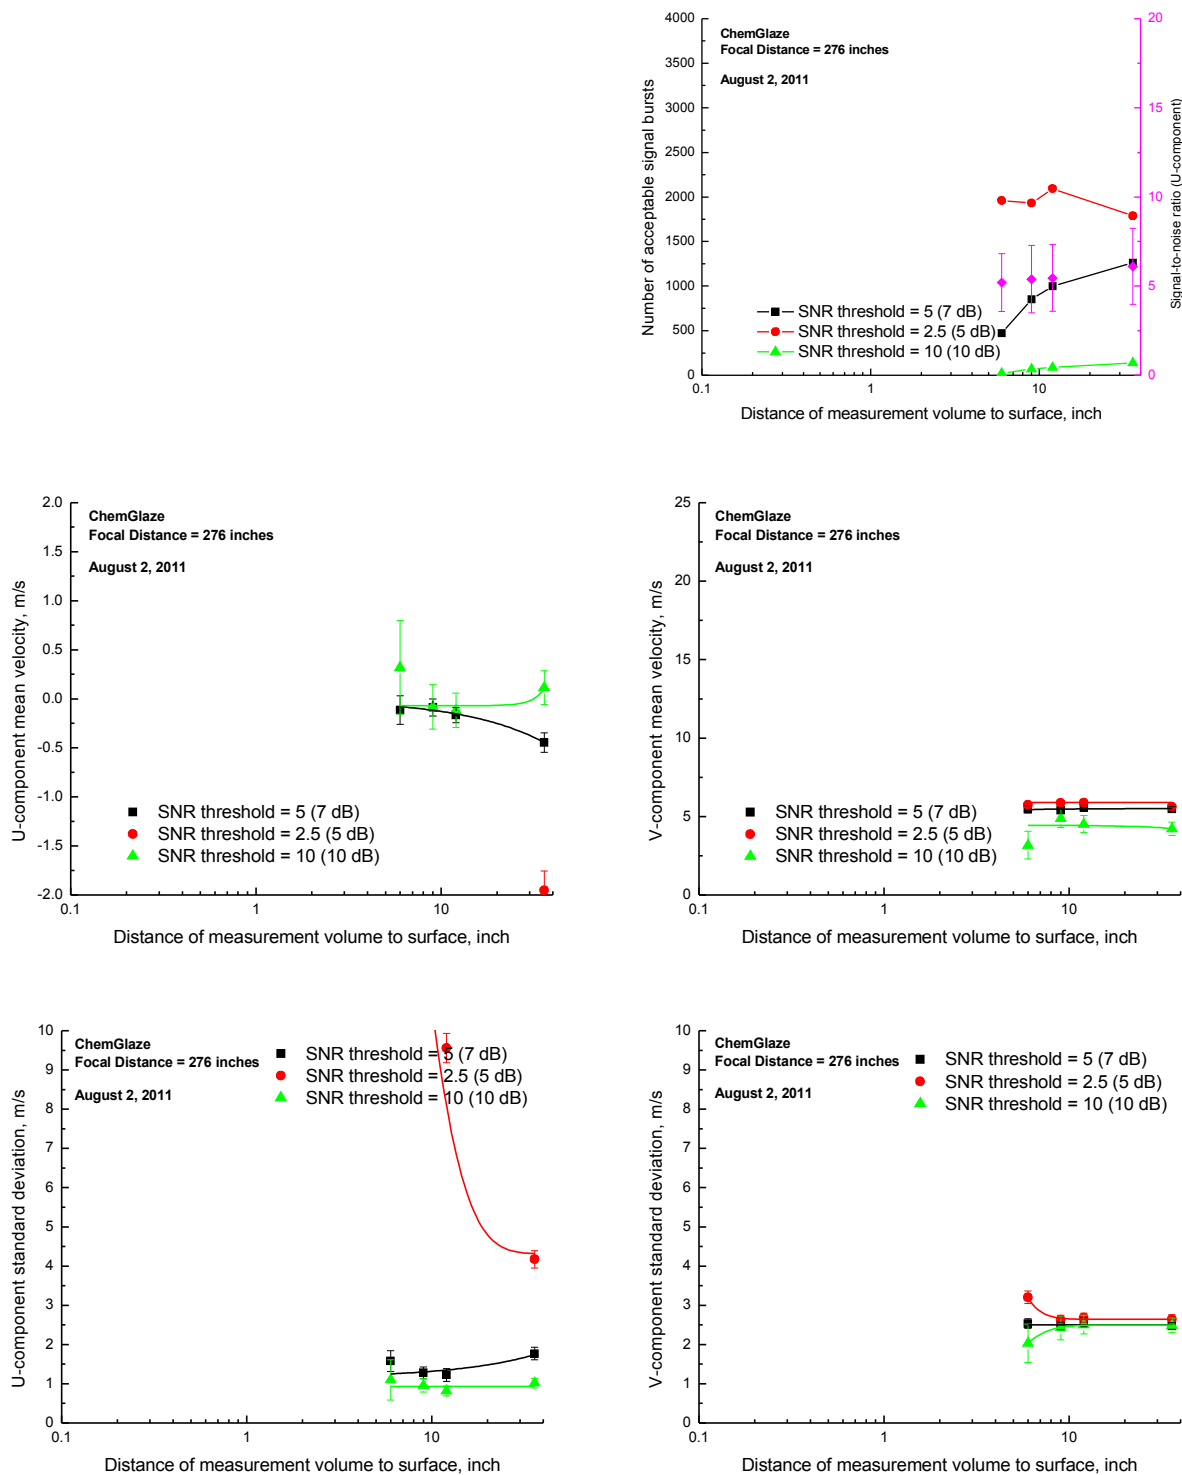 ChemGlaze
Focal Distance = 276 inches
August 2, 2011
4000
3500
3000
2500
2000
1500
1000
500
0
20
15
10
5
0
Number of acceptable signal bursts
Signal-to-noise ratio (U-component)
SNR threshold = 5 (7 dB)
SNR threshold = 2.5 (5 dB)
SNR threshold = 10 (10 dB)
0.1 1 10
Distance of measurement volume to surface, inch
ChemGlaze
Focal Distance = 276 inches
August 2, 2011
2.0
1.5
1.0
0.5
0.0
-0.5
-1.0
-1.5
-2.0
U-component mean velocity, m/s
SNR threshold = 5 (7 dB)
SNR threshold = 2.5 (5 dB)
SNR threshold = 10 (10 dB)
0.1 1 10
Distance of measurement volume to surface, inch
ChemGlaze
Focal Distance = 276 inches
August 2, 2011
25
20
15
10
5
0
V-component mean velocity, m/s
SNR threshold = 5 (7 dB)
SNR threshold = 2.5 (5 dB)
SNR threshold = 10 (10 dB)
0.1 1 10
Distance of measurement volume to surface, inch
ChemGlaze
Focal Distance = 276 inches
August 2, 2011
10
9
8
7
6
5
4
3
2
1
0
U-component standard deviation, m/s
SNR threshold = 5 (7 dB)
SNR threshold = 2.5 (5 dB)
SNR threshold = 10 (10 dB)
0.1 1 10
Distance of measurement volume to surface, inch
ChemGlaze
Focal Distance = 276 inches
August 2, 2011
10
9
8
7
6
5
4
3
2
1
0
V-component standard deviation, m/s
SNR threshold = 5 (7 dB)
SNR threshold = 2.5 (5 dB)
SNR threshold = 10 (10 dB)
0.1 1 10
Distance of measurement volume to surface, inch